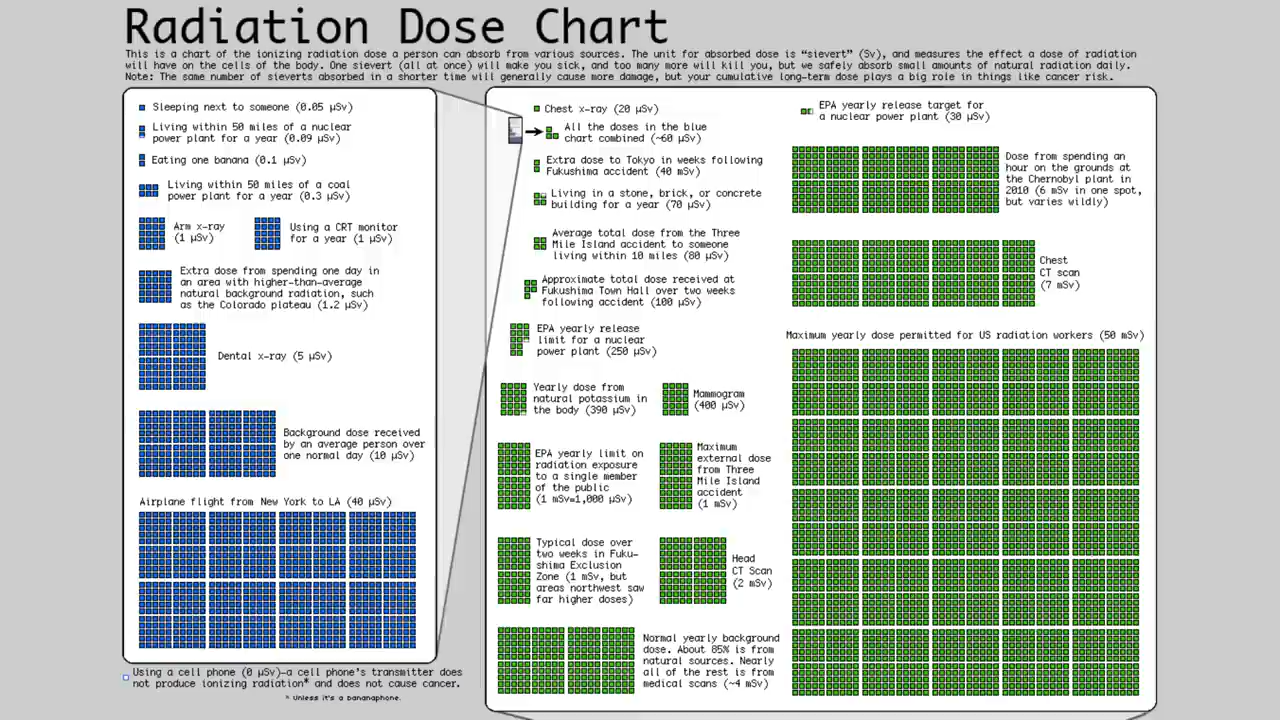 Radiation Dose Chart
This is a chart of the ionizing radiation dose a person can absorb from various sources. The unit for absorbed dose is “sievert” (Sv), and measures the effect a dose of radiation
will have on the cells of the body. One sievert (all at once) will make you sick, and too many more will kill you, but we safely absorb small amounts of natural radiation daily.
Note: The same number of sieverts absorbed in a shorter time will generally cause more damage, but your cumulative long-term dose plays a big role in things like cancer risk.
Sleeping next to someone (0.05 μSv)
Living within 50 miles of a nuclear
power plant for a year (0.09 μSv)
Eating one banana (0.1 μSv)
Living within 50 miles of a coal
power plant for a year (0.3 μSv)
Arm x-ray
(1 μSv)
Using a CRT monitor
for a year (1 μSv)
Extra dose from spending one day in
an area with higher-than-average
natural background radiation, such
as the Colorado plateau (1.2 μSv)
Dental x-ray (5 μSv)
Background dose received
by an average person over
one normal day (10 μSv)
Airplane flight from New York to LA (40 μSv)
Using a cell phone (0 μSv)—a cell phone's transmitter does
not produce ionizing radiation* and does not cause cancer.
* Unless it's a bananaphone.
Chest x-ray (20 μSv)
All the doses in the blue
chart combined (~60 μSv)
Extra dose to Tokyo in weeks following
Fukushima accident (40 mSv)
Living in a stone, brick, or concrete
building for a year (70 μSv)
Average total dose from the Three
Mile Island accident to someone
living within 10 miles (80 μSv)
Approximate total dose received at
Fukushima Town Hall over two weeks
following accident (100 μSv)
EPA yearly release
limit for a nuclear
power plant (250 μSv)
Yearly dose from
natural potassium in
the body (390 μSv)
Mammogram
(400 μSv)
EPA yearly limit on
radiation exposure
to a single member
of the public
(1 mSv=1,000 μSv)
Maximum
external dose
from Three
Mile Island
accident
(1 mSv)
Typical dose over
two weeks in Fuku-
shima Exclusion
Zone (1 mSv, but
areas northwest saw
far higher doses)
Head
CT Scan
(2 mSv)
Normal yearly background
dose. About 85% is from
natural sources. Nearly
all of the rest is from
medical scans (~4 mSv)
EPA yearly release target for
a nuclear power plant (30 μSv)
Dose from spending an
hour on the grounds at
the Chernobyl plant in
2010 (6 mSv in one spot,
but varies wildly)
Chest
CT scan
(7 mSv)
Maximum yearly dose permitted for US radiation workers (50 mSv)